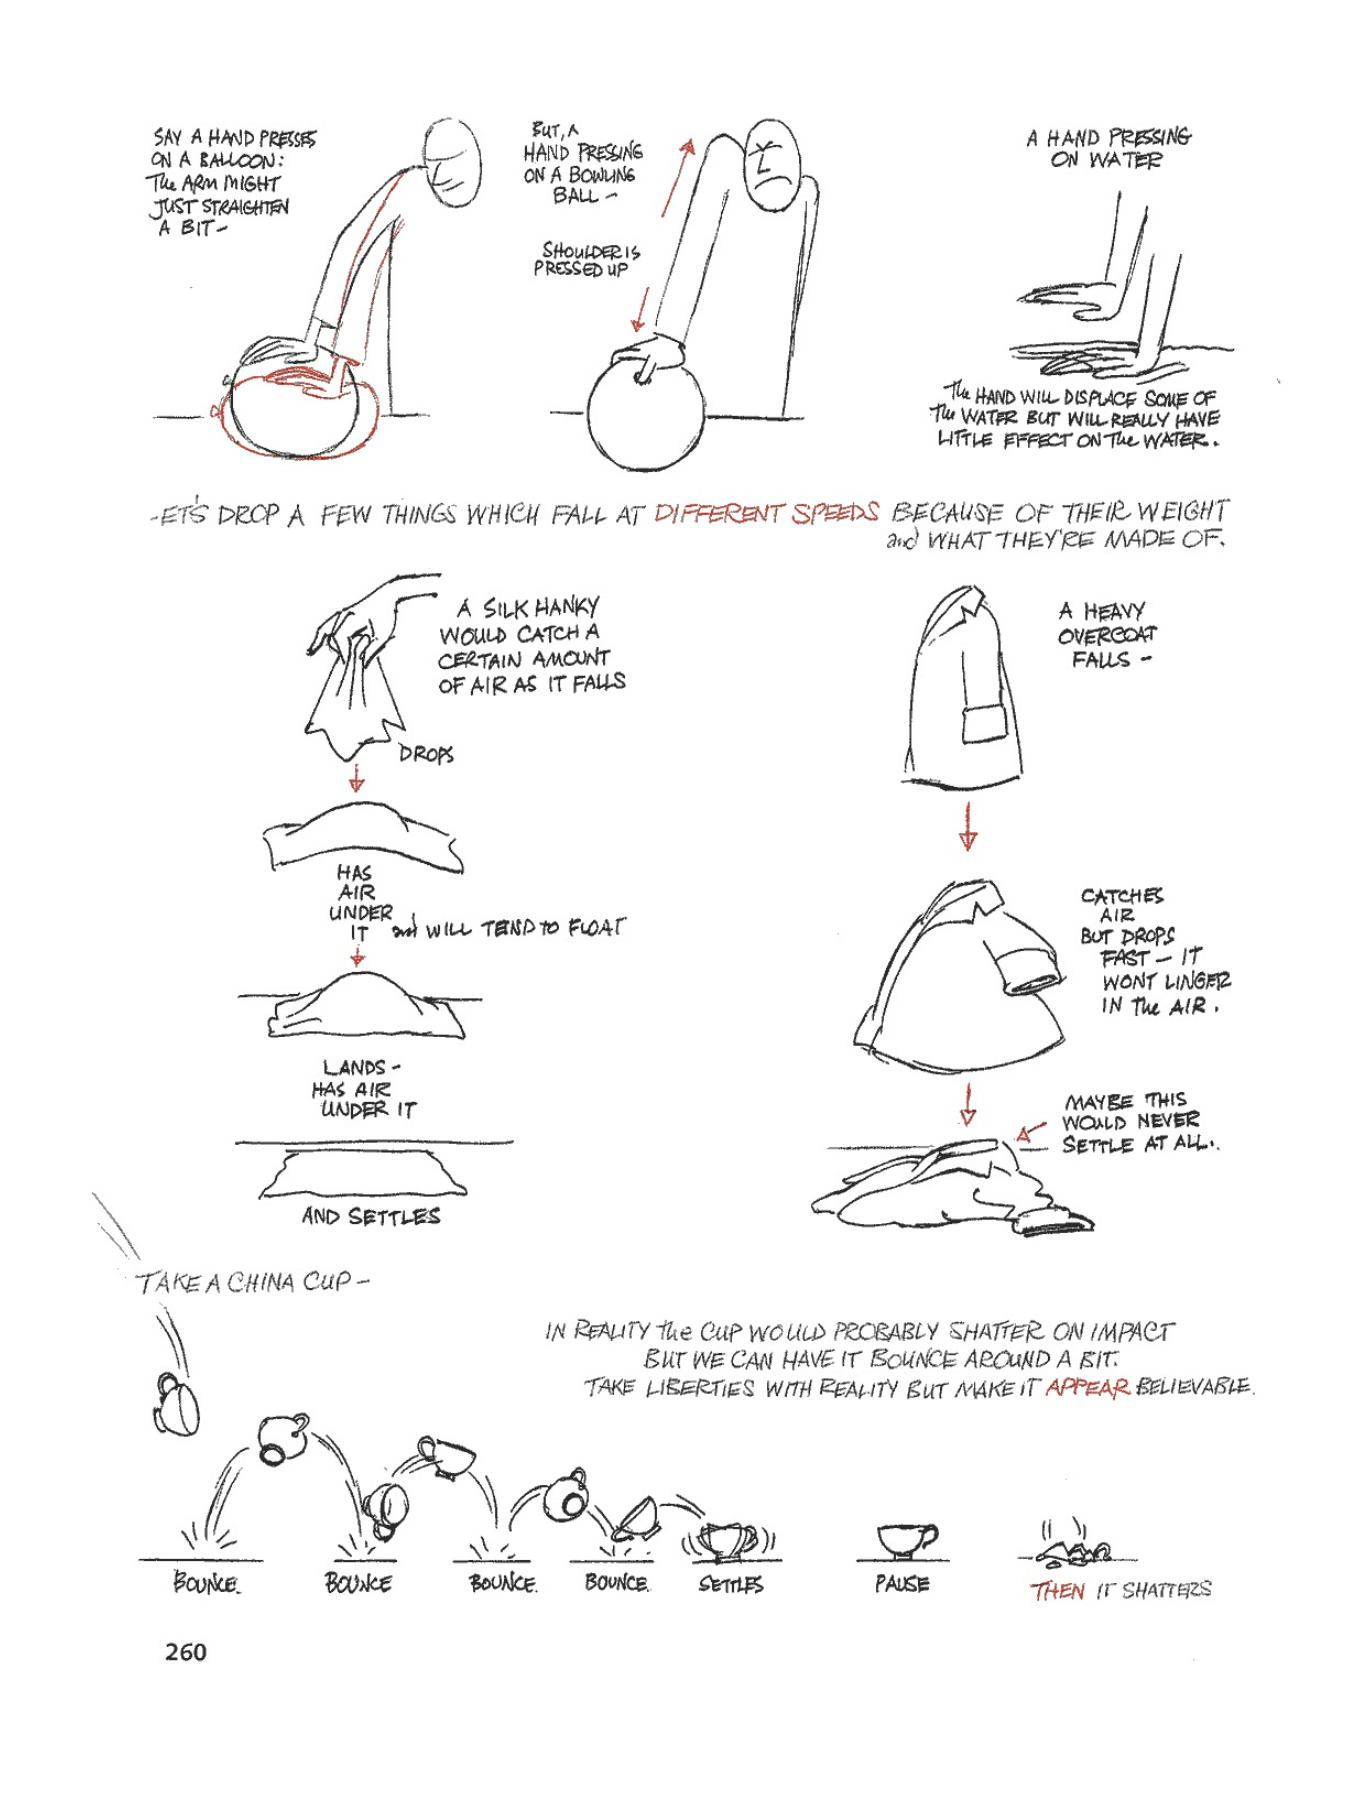 SAY A HAND PRESSES
ON A BALLOON:
The ARM MIGHT
JUST STRAIGHTEN
A BIT-
BUT, A
HAND PRESSING
ON A BOWLING
BALL -
SHOULDER IS
PRESSED UP
A HAND PRESSING
ON WATER
The HAND WILL DISPLACE SOME OF
The WATER BUT WILL REALLY HAVE
LITTLE EFFECT ON The WATER.
-ET'S DROP A FEW THINGS WHICH FALL AT DIFFERENT SPEEDS BECAUSE OF THEIR WEIGHT
and WHAT THEY'RE MADE OF.
A SILK HANKY
WOULD CATCH A
CERTAIN AMOUNT
OF AIR AS IT FALLS
DROPS
HAS
AIR
UNDER
IT and WILL TEND TO FLOAT
LANDS -
HAS AIR
UNDER IT
AND SETTLES
A HEAVY
OVERCOAT
FALLS -
CATCHES
AIR
BUT DROPS
FAST - IT
WONT LINGER
IN The AIR.
MAYBE THIS
WOULD NEVER
SETTLE AT ALL..
TAKE A CHINA CUP -
IN REALITY The CUP WOULD PROBABLY SHATTER ON IMPACT
BUT WE CAN HAVE IT BOUNCE AROUND A BIT.
TAKE LIBERTIES WITH REALITY BUT MAKE IT APPEAR BELIEVABLE.
BOUNCE.
BOUNCE
BOUNCE.
BOUNCE.
SETTLES
PAUSE
THEN IT SHATTERS
260